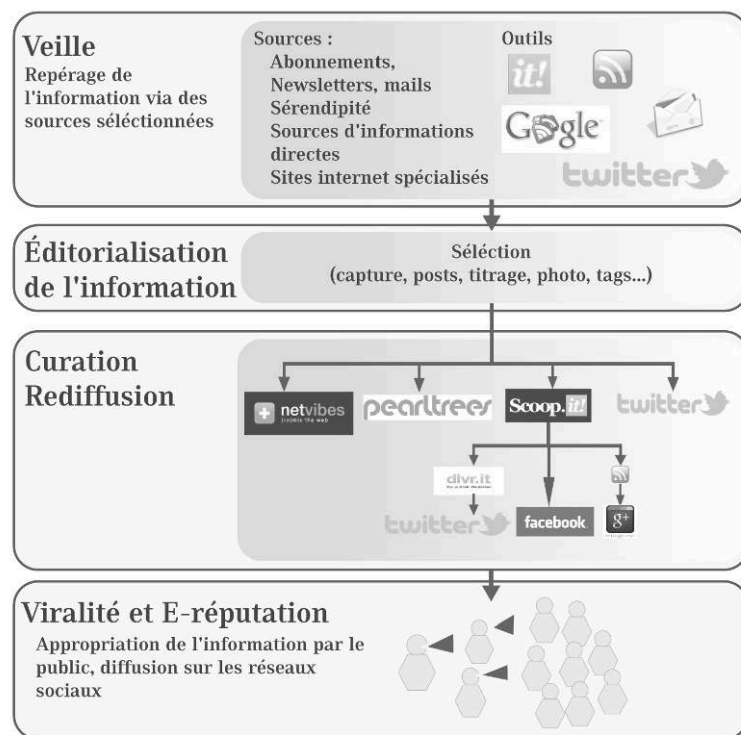 Veille
Repérage de
l'information via des
sources séléctionnées
Sources :
Abonnements,
Newsletters, mails
Sérendipité
Sources d'informations
directes
Sites internet spécialisés
Outils
it!
Google
twitter
Éditorialisation
de l'information
Séléction
(capture, posts, titrage, photo, tags...)
Curation
Rediffusion
netvibes
pearltrees
Scoop.it!
twitter
dlvr.it
twitter
facebook
g+
Viralité et E-réputation
Appropriation de l'information par le
public, diffusion sur les réseaux
sociaux